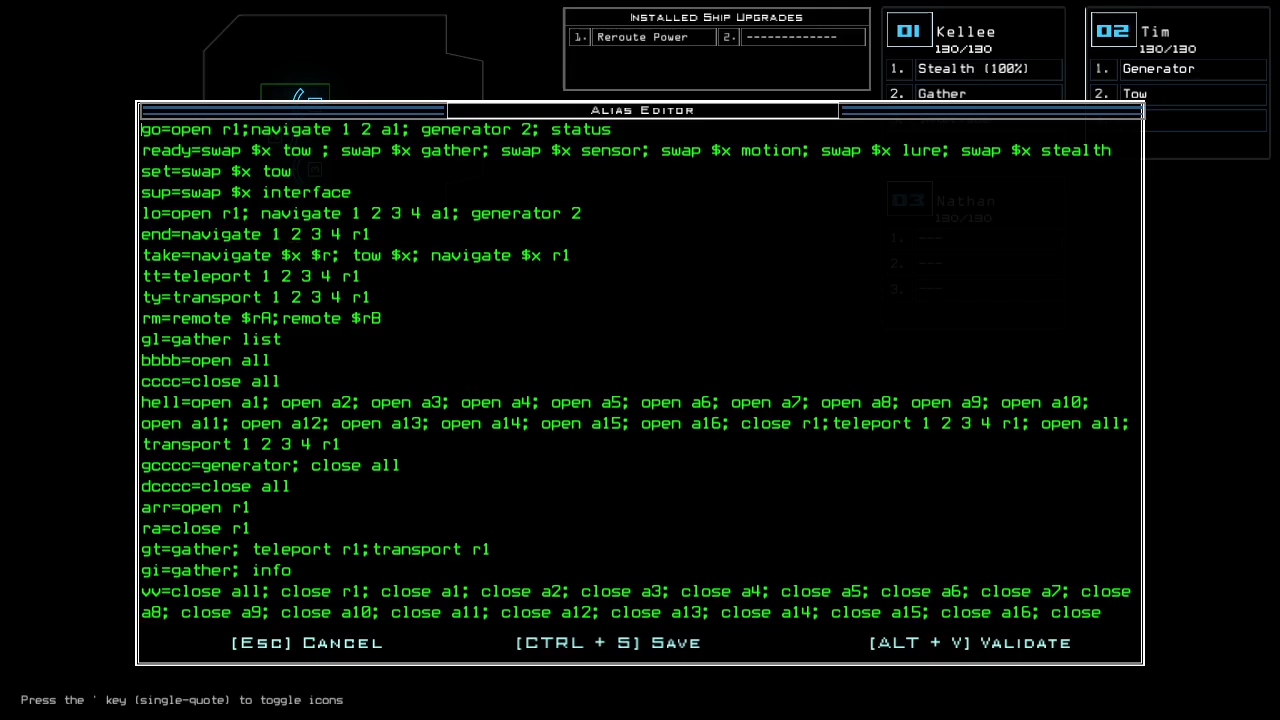 Installed Ship Upgrades
1. Reroute Power 2. -------------
01 Kellee
130/130
1. Stealth (100%)
2. Gather
02 Tim
130/130
1. Generator
2. Tow
Alias Editor
go=open r1;navigate 1 2 a1; generator 2; status
ready=swap $x tow ; swap $x gather; swap $x sensor; swap $x motion; swap $x lure; swap $x stealth
set=swap $x tow
sup=swap $x interface
lo=open r1; navigate 1 2 3 4 a1; generator 2
end=navigate 1 2 3 4 r1
take=navigate $x $r; tow $x; navigate $x r1
tt=teleport 1 2 3 4 r1
ty=transport 1 2 3 4 r1
rm=remote $rA;remote $rB
gl=gather list
bbbb=open all
cccc=close all
hell=open a1; open a2; open a3; open a4; open a5; open a6; open a7; open a8; open a9; open a10;
open a11; open a12; open a13; open a14; open a15; open a16; close r1;teleport 1 2 3 4 r1; open all;
transport 1 2 3 4 r1
gcccc=generator; close all
dcccc=close all
arr=open r1
ra=close r1
gt=gather; teleport r1;transport r1
gi=gather; info
vv=close all; close r1; close a1; close a2; close a3; close a4; close a5; close a6; close a7; close
a8; close a9; close a10; close a11; close a12; close a13; close a14; close a15; close a16; close
03 Nathan
130/130
1. ---
2. ---
3. ---
[Esc] Cancel [CTRL + S] Save [ALT + V] Validate
Press the ' key (single-quote) to toggle icons